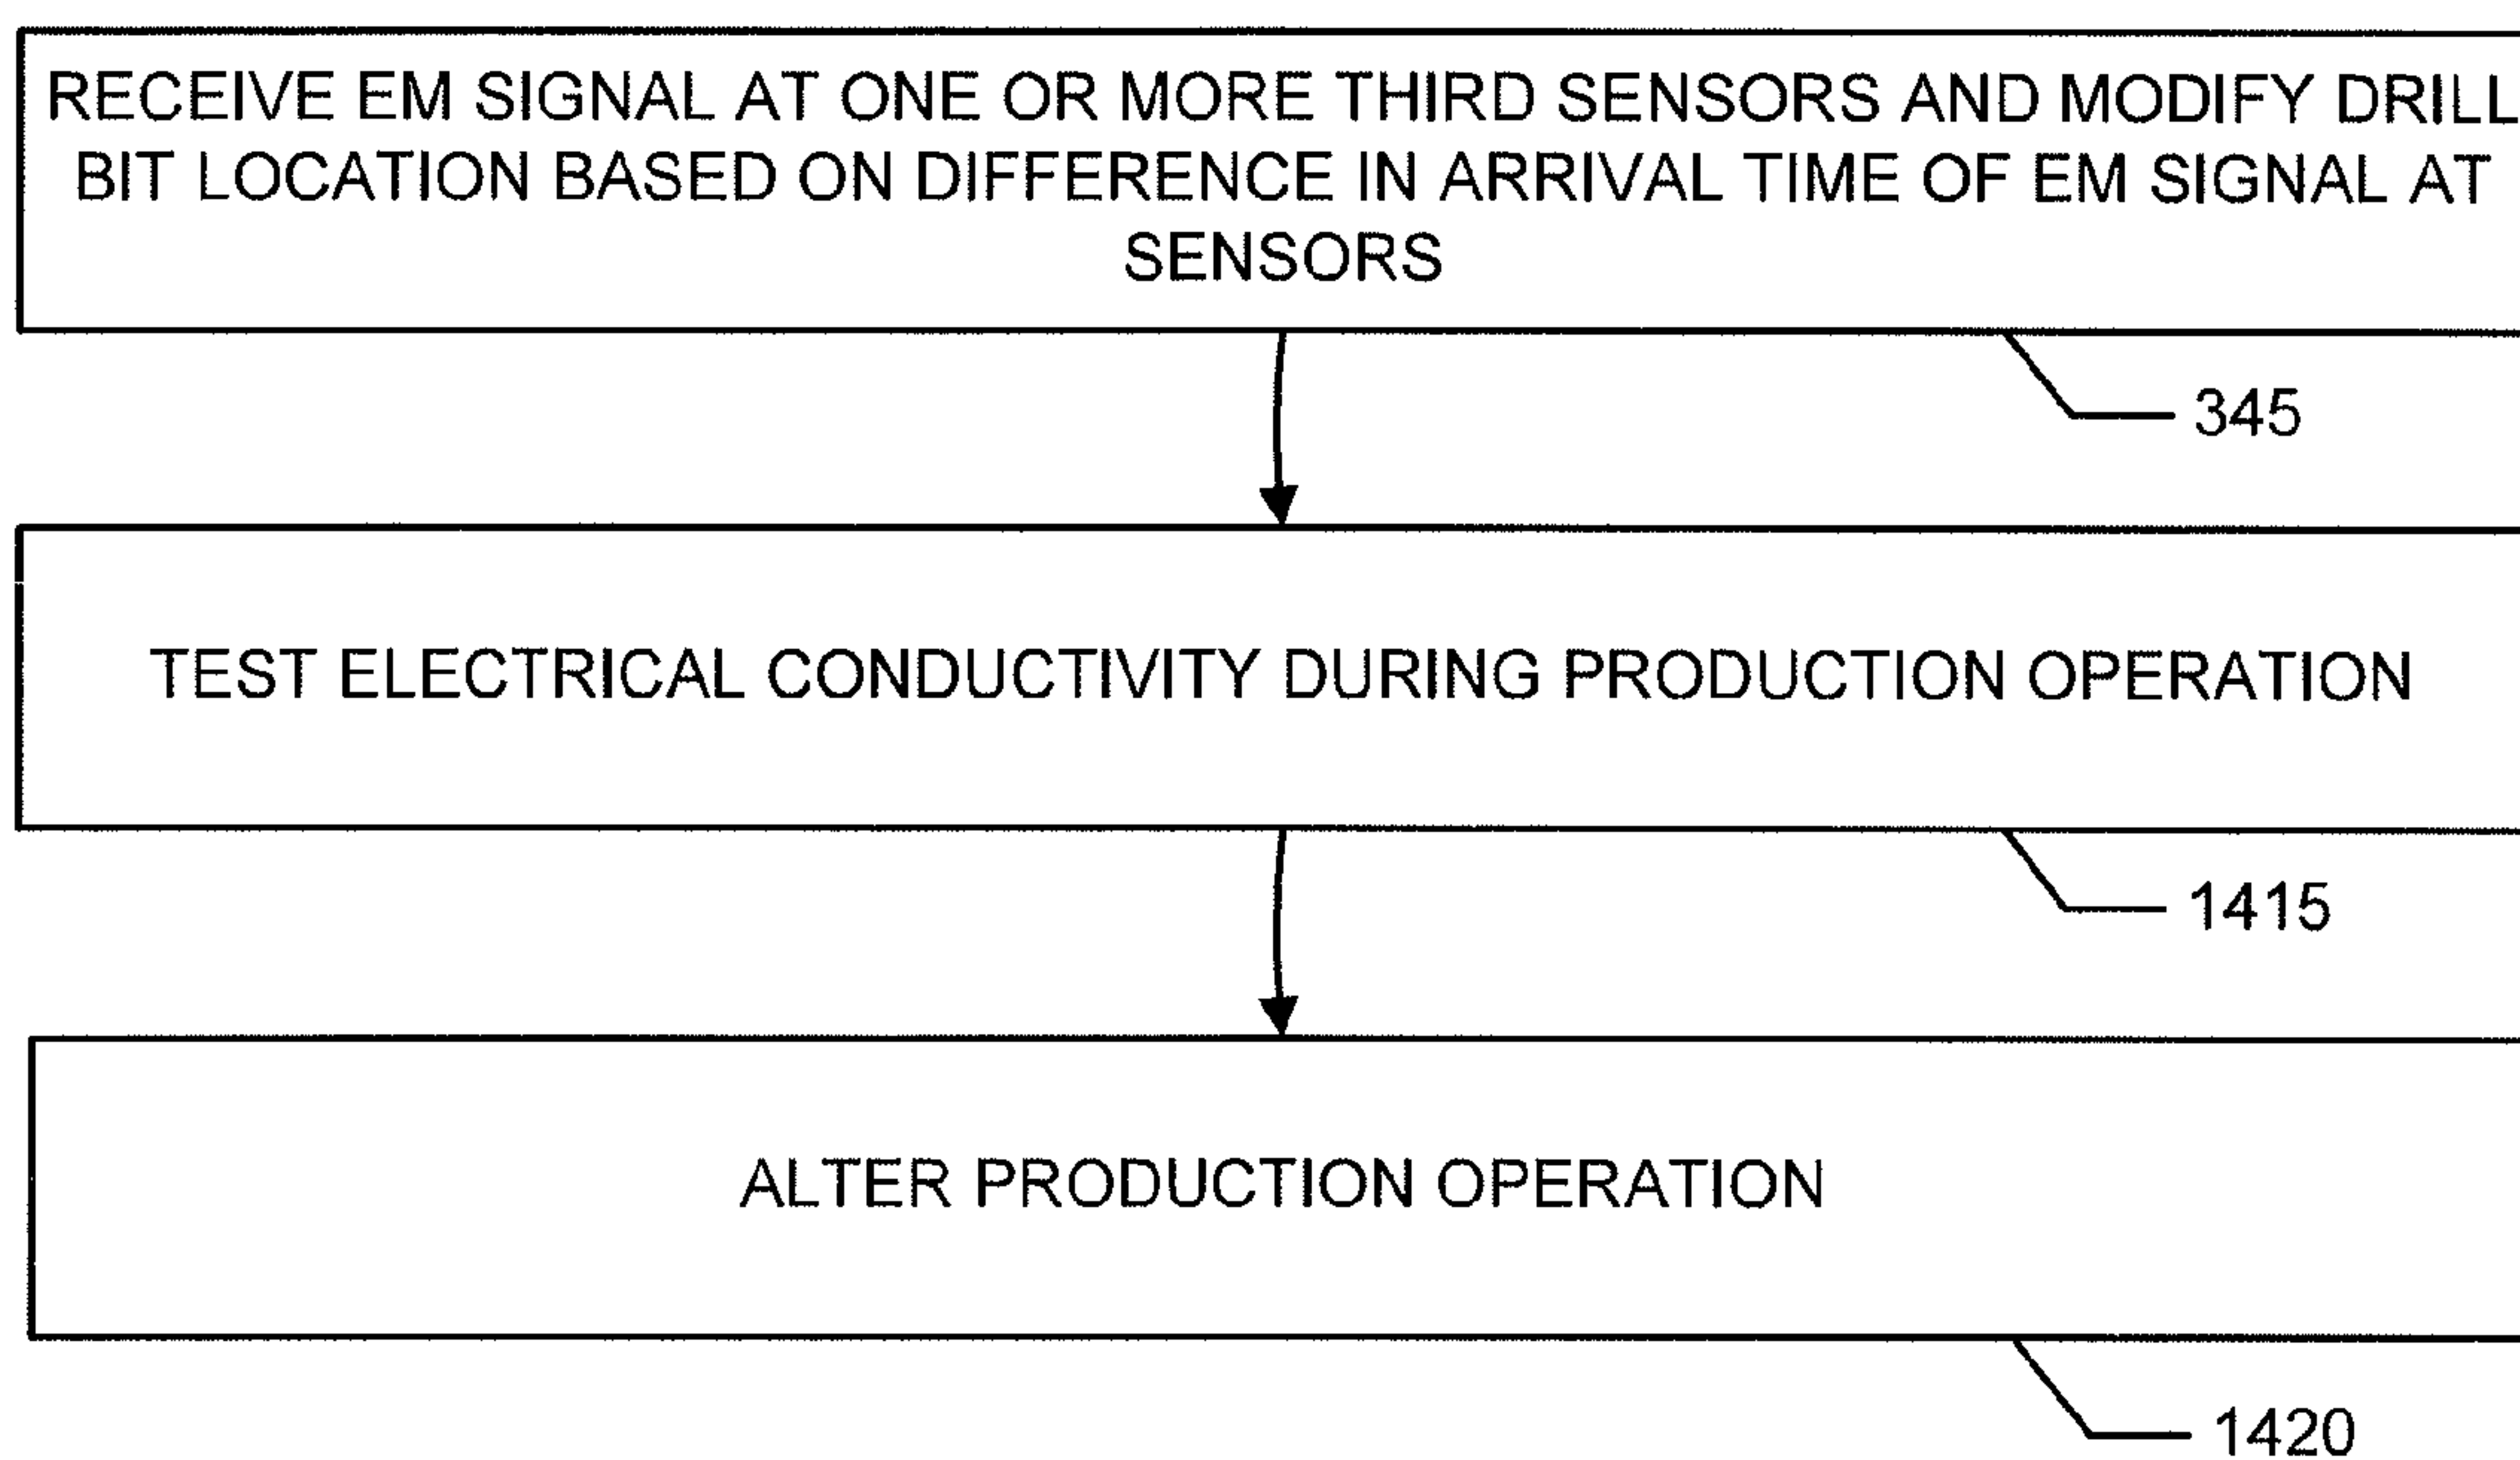 RECEIVE EM SIGNAL AT ONE OR MORE THIRD SENSORS AND MODIFY DRILL
BIT LOCATION BASED ON DIFFERENCE IN ARRIVAL TIME OF EM SIGNAL AT
SENSORS
345
TEST ELECTRICAL CONDUCTIVITY DURING PRODUCTION OPERATION
1415
ALTER PRODUCTION OPERATION
1420